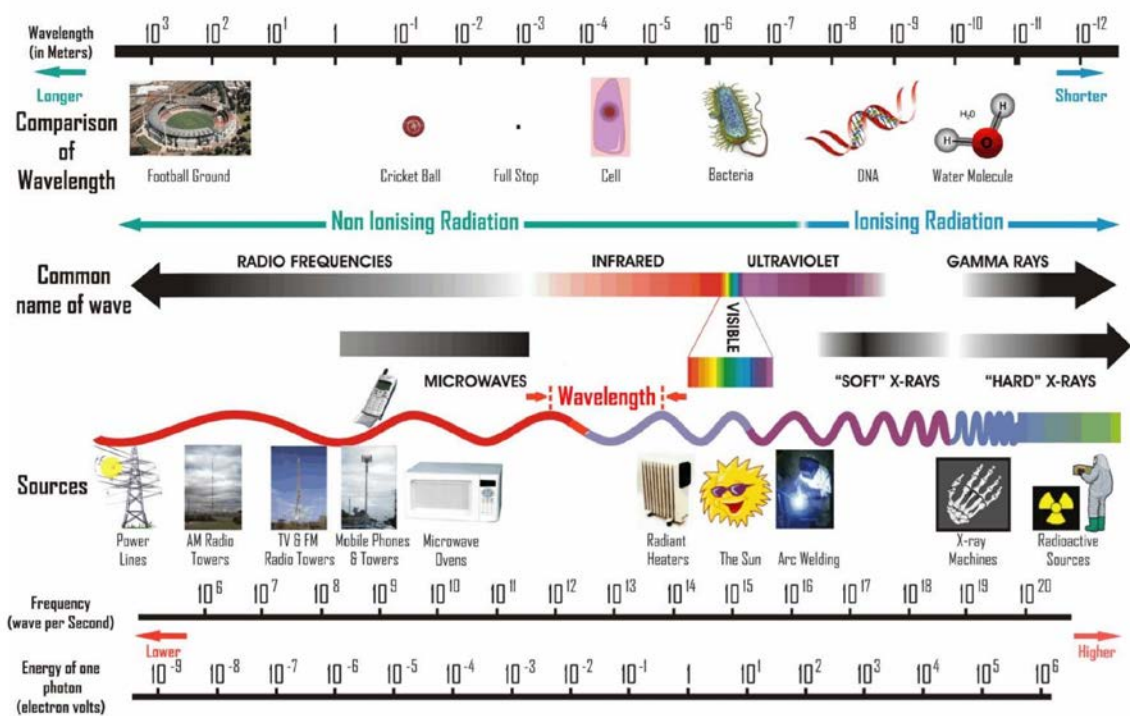 Wavelength
(in Meters)
10³ 10² 10¹ 1 10⁻¹ 10⁻² 10⁻³ 10⁻⁴ 10⁻⁵ 10⁻⁶ 10⁻⁷ 10⁻⁸ 10⁻⁹ 10⁻¹⁰ 10⁻¹¹ 10⁻¹²
Longer
Shorter
Comparison
of
Wavelength
H₂O
H
H
O
Football Ground
Cricket Ball
Full Stop
Cell
Bacteria
DNA
Water Molecule
Non Ionising Radiation
Ionising Radiation
Common
name of wave
RADIO FREQUENCIES
INFRARED
ULTRAVIOLET
GAMMA RAYS
VISIBLE
MICROWAVES
"SOFT" X-RAYS
"HARD" X-RAYS
Wavelength
Sources
Power
Lines
AM Radio
Towers
TV & FM
Radio Towers
Mobile Phones
& Towers
Microwave
Ovens
Radiant
Heaters
The Sun
Arc Welding
X-ray
Machines
Radioactive
Sources
Frequency
(wave per Second)
10⁶ 10⁷ 10⁸ 10⁹ 10¹⁰ 10¹¹ 10¹² 10¹³ 10¹⁴ 10¹⁵ 10¹⁶ 10¹⁷ 10¹⁸ 10¹⁹ 10²⁰
Lower
Higher
Energy of one
photon
(electron volts)
10⁻⁹ 10⁻⁸ 10⁻⁷ 10⁻⁶ 10⁻⁵ 10⁻⁴ 10⁻³ 10⁻² 10⁻¹ 1 10¹ 10² 10³ 10⁴ 10⁵ 10⁶